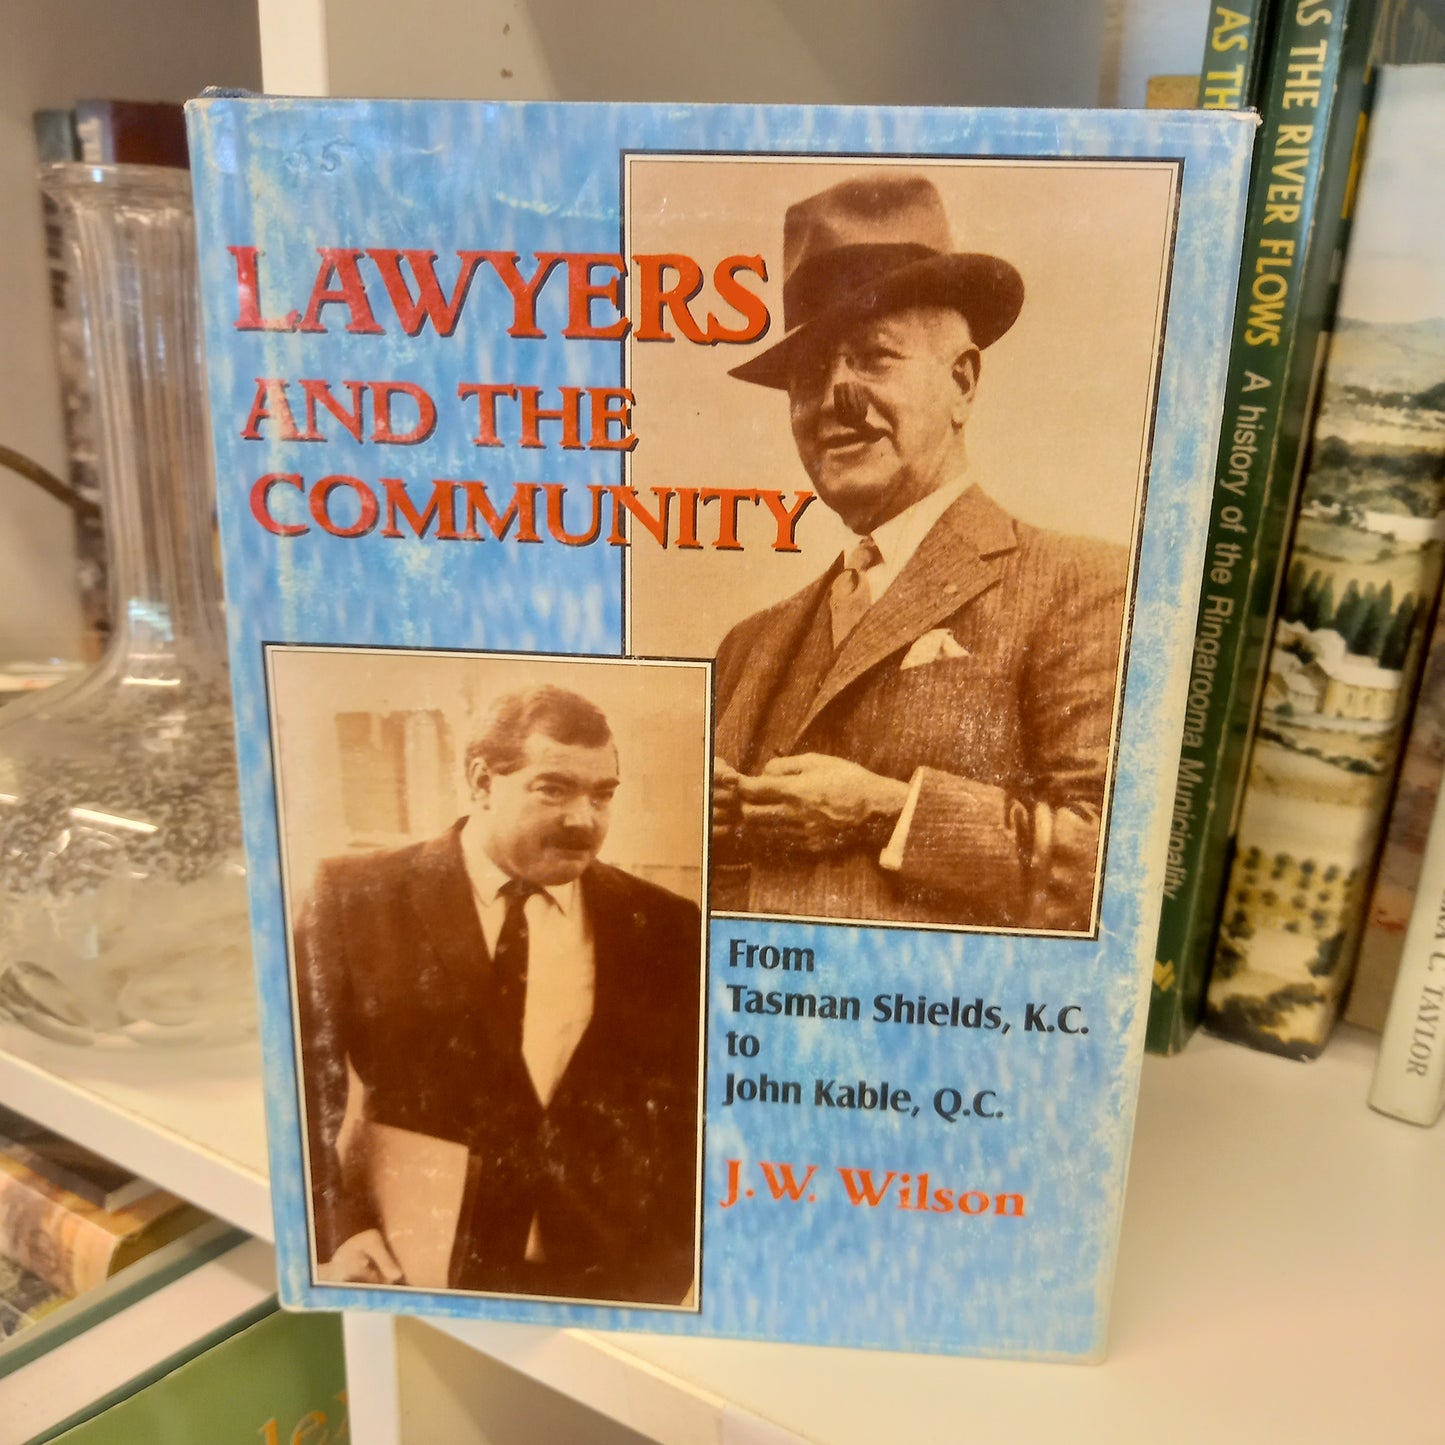 LAWYERS
AND THE
COMMUNITY
From
Tasman Shields, K.C.
to
John Kable, Q.C.
J.W. Wilson
AS TH
AS THE RIVER FLOWS A history of the Ringarooma Municipality
C. TAYLOR